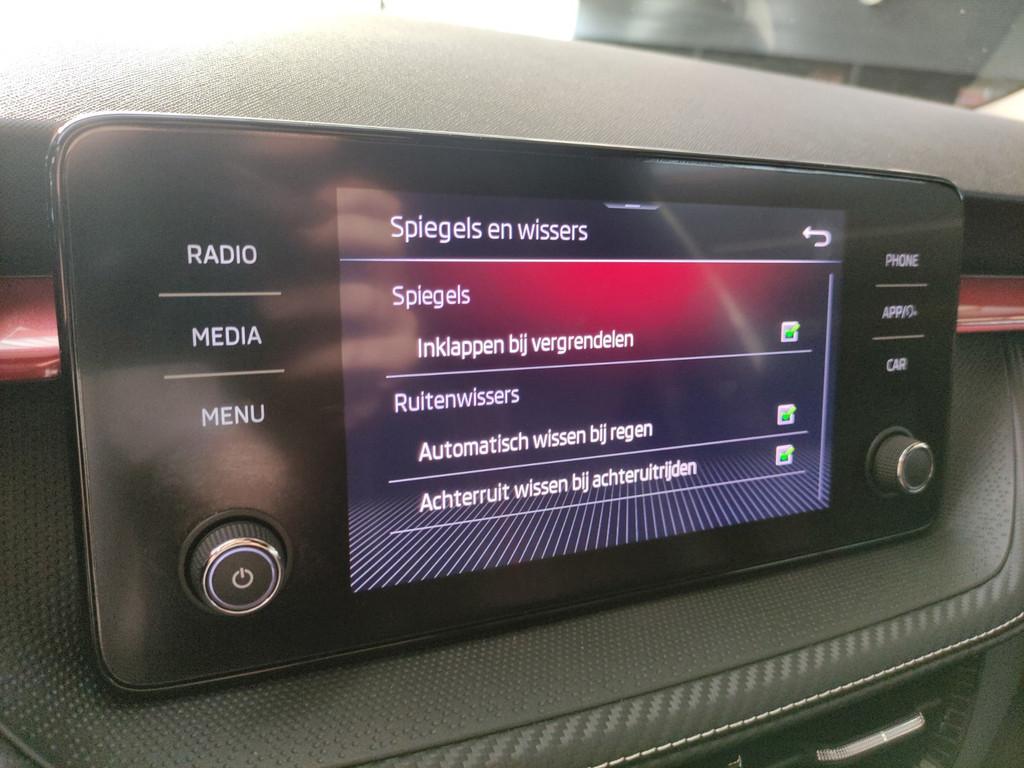 RADIO
MEDIA
MENU
Spiegels en wissers
Spiegels
Inklappen bij vergrendelen
Ruitenwissers
Automatisch wissen bij regen
Achterruit wissen bij achteruitrijden
PHONE
APP/
CAR